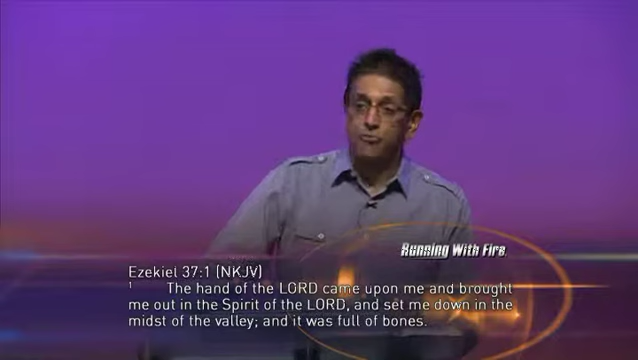 Running With Fire
Ezekiel 37:1 (NKJV)
1 The hand of the LORD came upon me and brought
me out in the Spirit of the LORD, and set me down in the
midst of the valley; and it was full of bones.